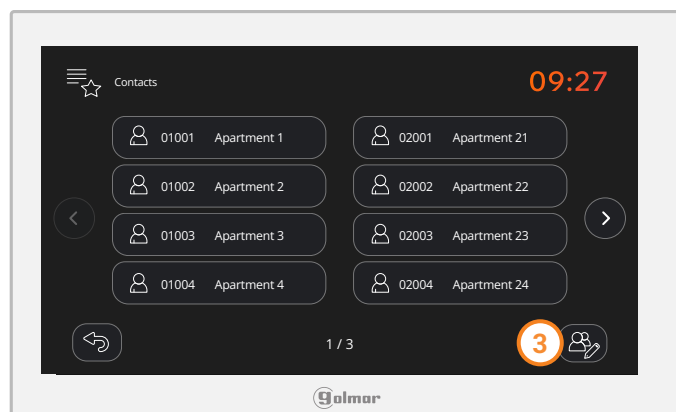 Contacts
09:27
01001 Apartment 1
02001 Apartment 21
01002 Apartment 2
02002 Apartment 22
01003 Apartment 3
02003 Apartment 23
01004 Apartment 4
02004 Apartment 24
1 / 3
3
golmar